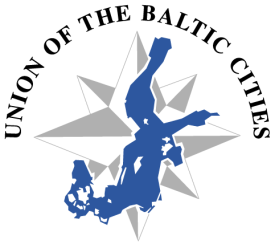 UNION OF THE BALTIC CITIES